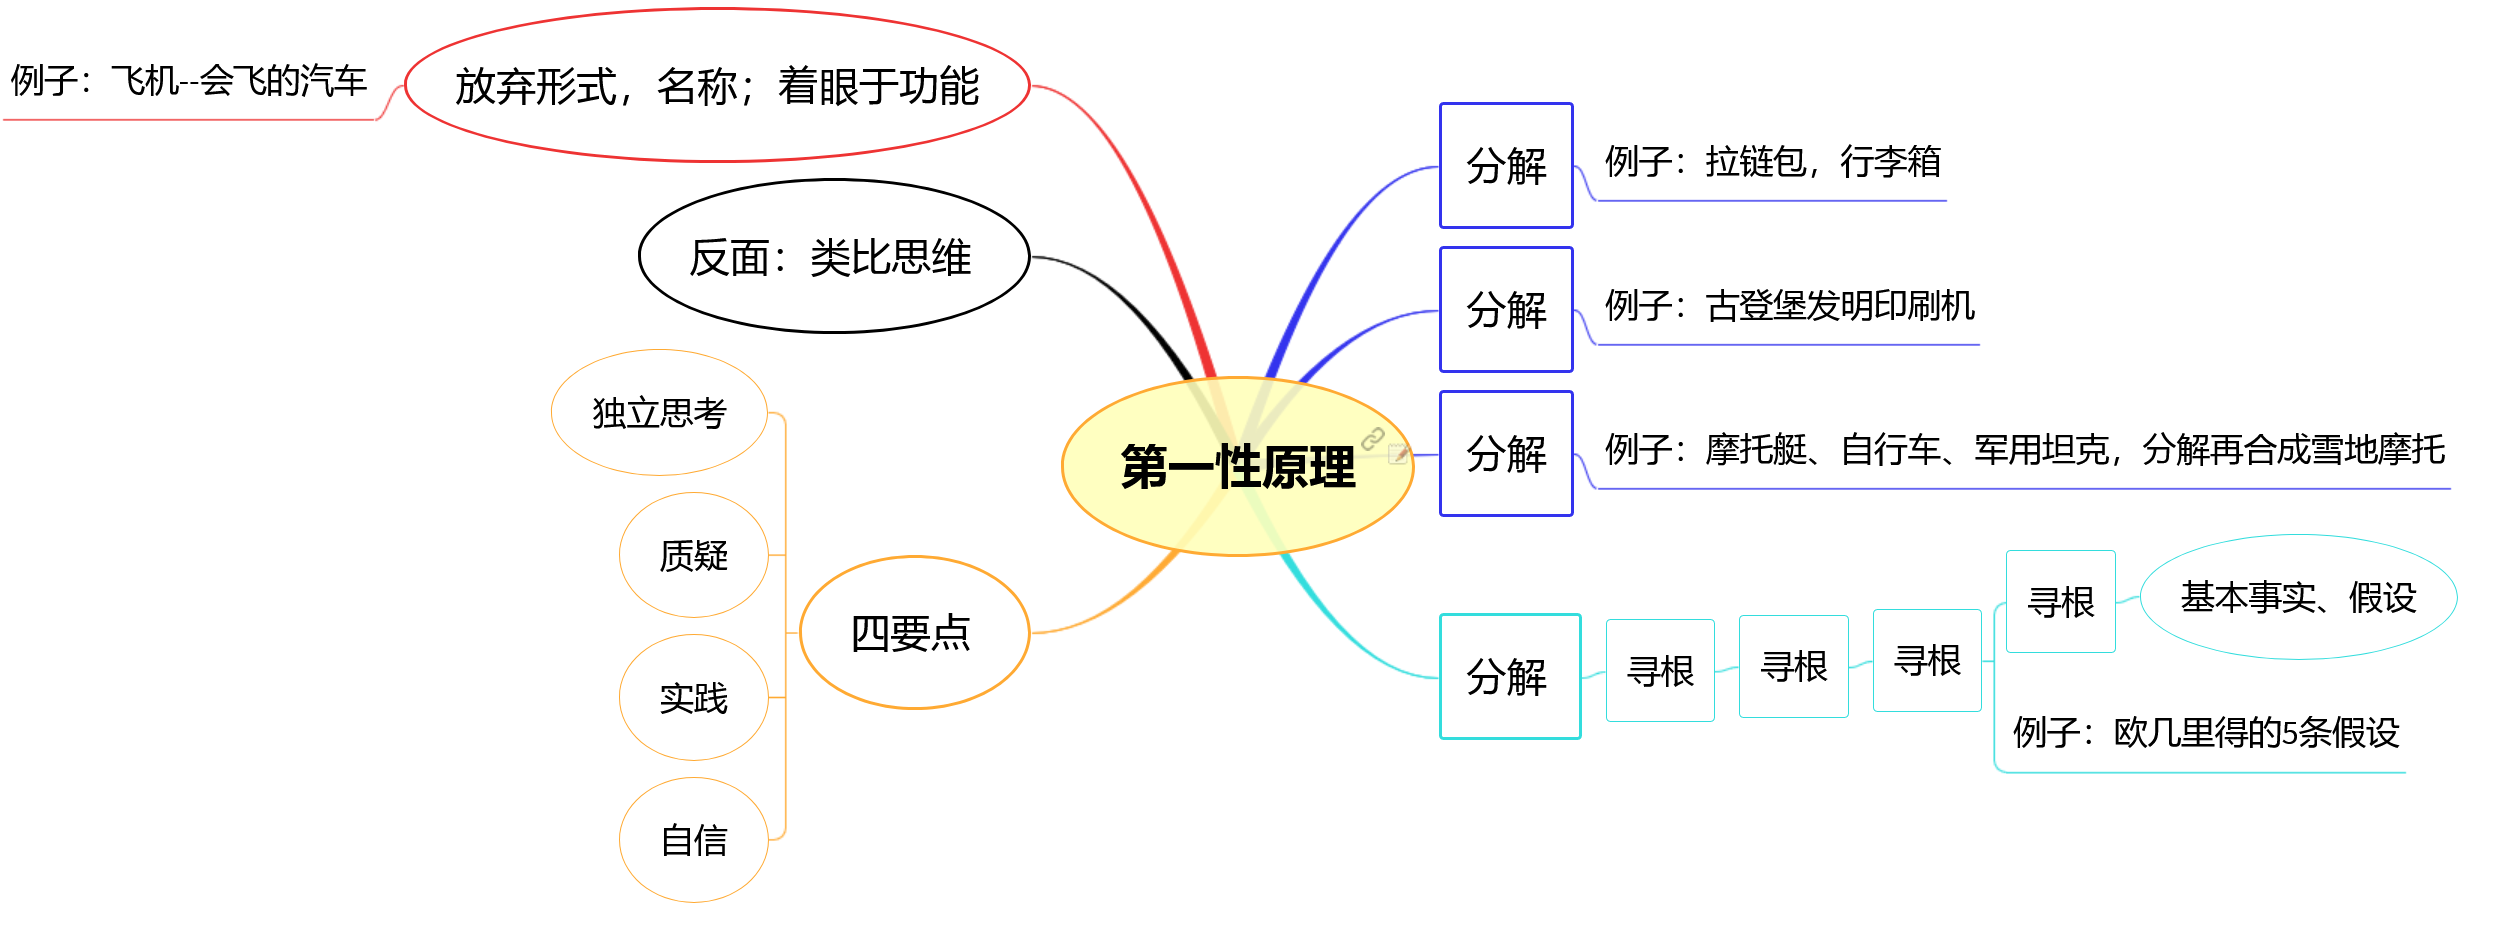 例子：飞机--会飞的汽车
放弃形式，名称；着眼于功能
反面：类比思维
独立思考
质疑
实践
自信
四要点
第一性原理
分解
例子：拉链包，行李箱
分解
例子：古登堡发明印刷机
分解
例子：摩托艇、自行车、军用坦克，分解再合成雪地摩托
分解
寻根
寻根
寻根
寻根
基本事实、假设
例子：欧几里得的5条假设